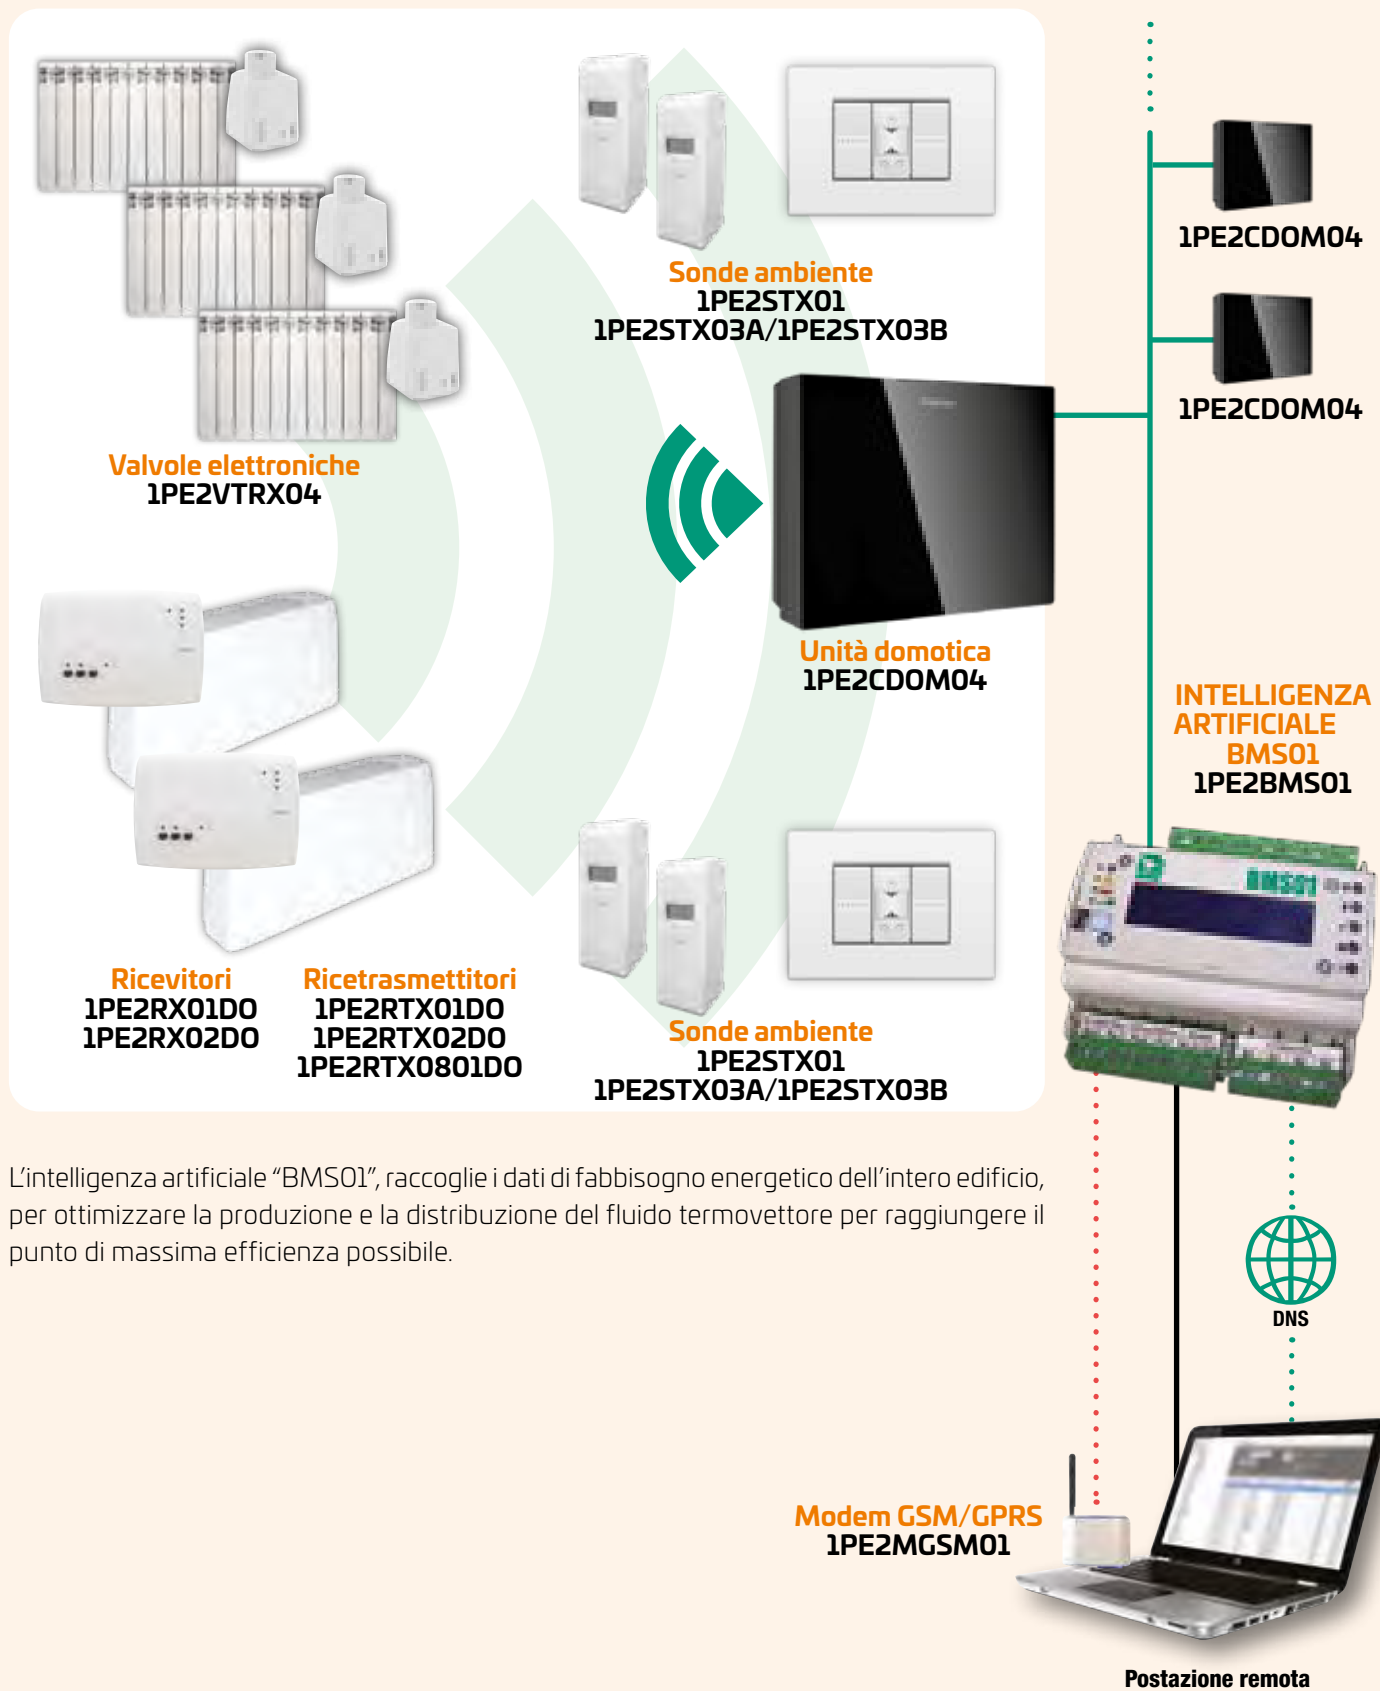 Sonde ambiente
1PE2STX01
1PE2STX03A/1PE2STX03B
1PE2CDOM04
1PE2CDOM04
Valvole elettroniche
1PE2VTRX04
Unità domotica
1PE2CDOM04
INTELLIGENZA
ARTIFICIALE
BMS01
1PE2BMS01
BMS01
Ricevitori
1PE2RX01DO
1PE2RX02DO
Ricetrasmettitori
1PE2RTX01DO
1PE2RTX02DO
1PE2RTX0801DO
Sonde ambiente
1PE2STX01
1PE2STX03A/1PE2STX03B
L’intelligenza artificiale “BMS01”, raccoglie i dati di fabbisogno energetico dell’intero edificio,
per ottimizzare la produzione e la distribuzione del fluido termovettore per raggiungere il
punto di massima efficienza possibile.
DNS
Modem GSM/GPRS
1PE2MGSM01
Postazione remota